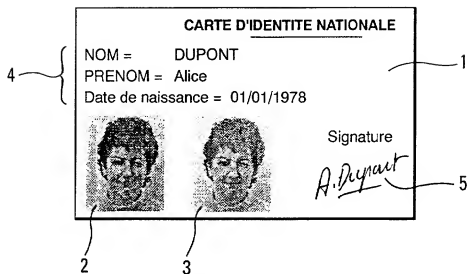 CARTE D'IDENTITE NATIONALE
NOM = DUPONT
PRENOM = Alice
Date de naissance = 01/01/1978
Signature
A. Dupont
4
1
5
2
3